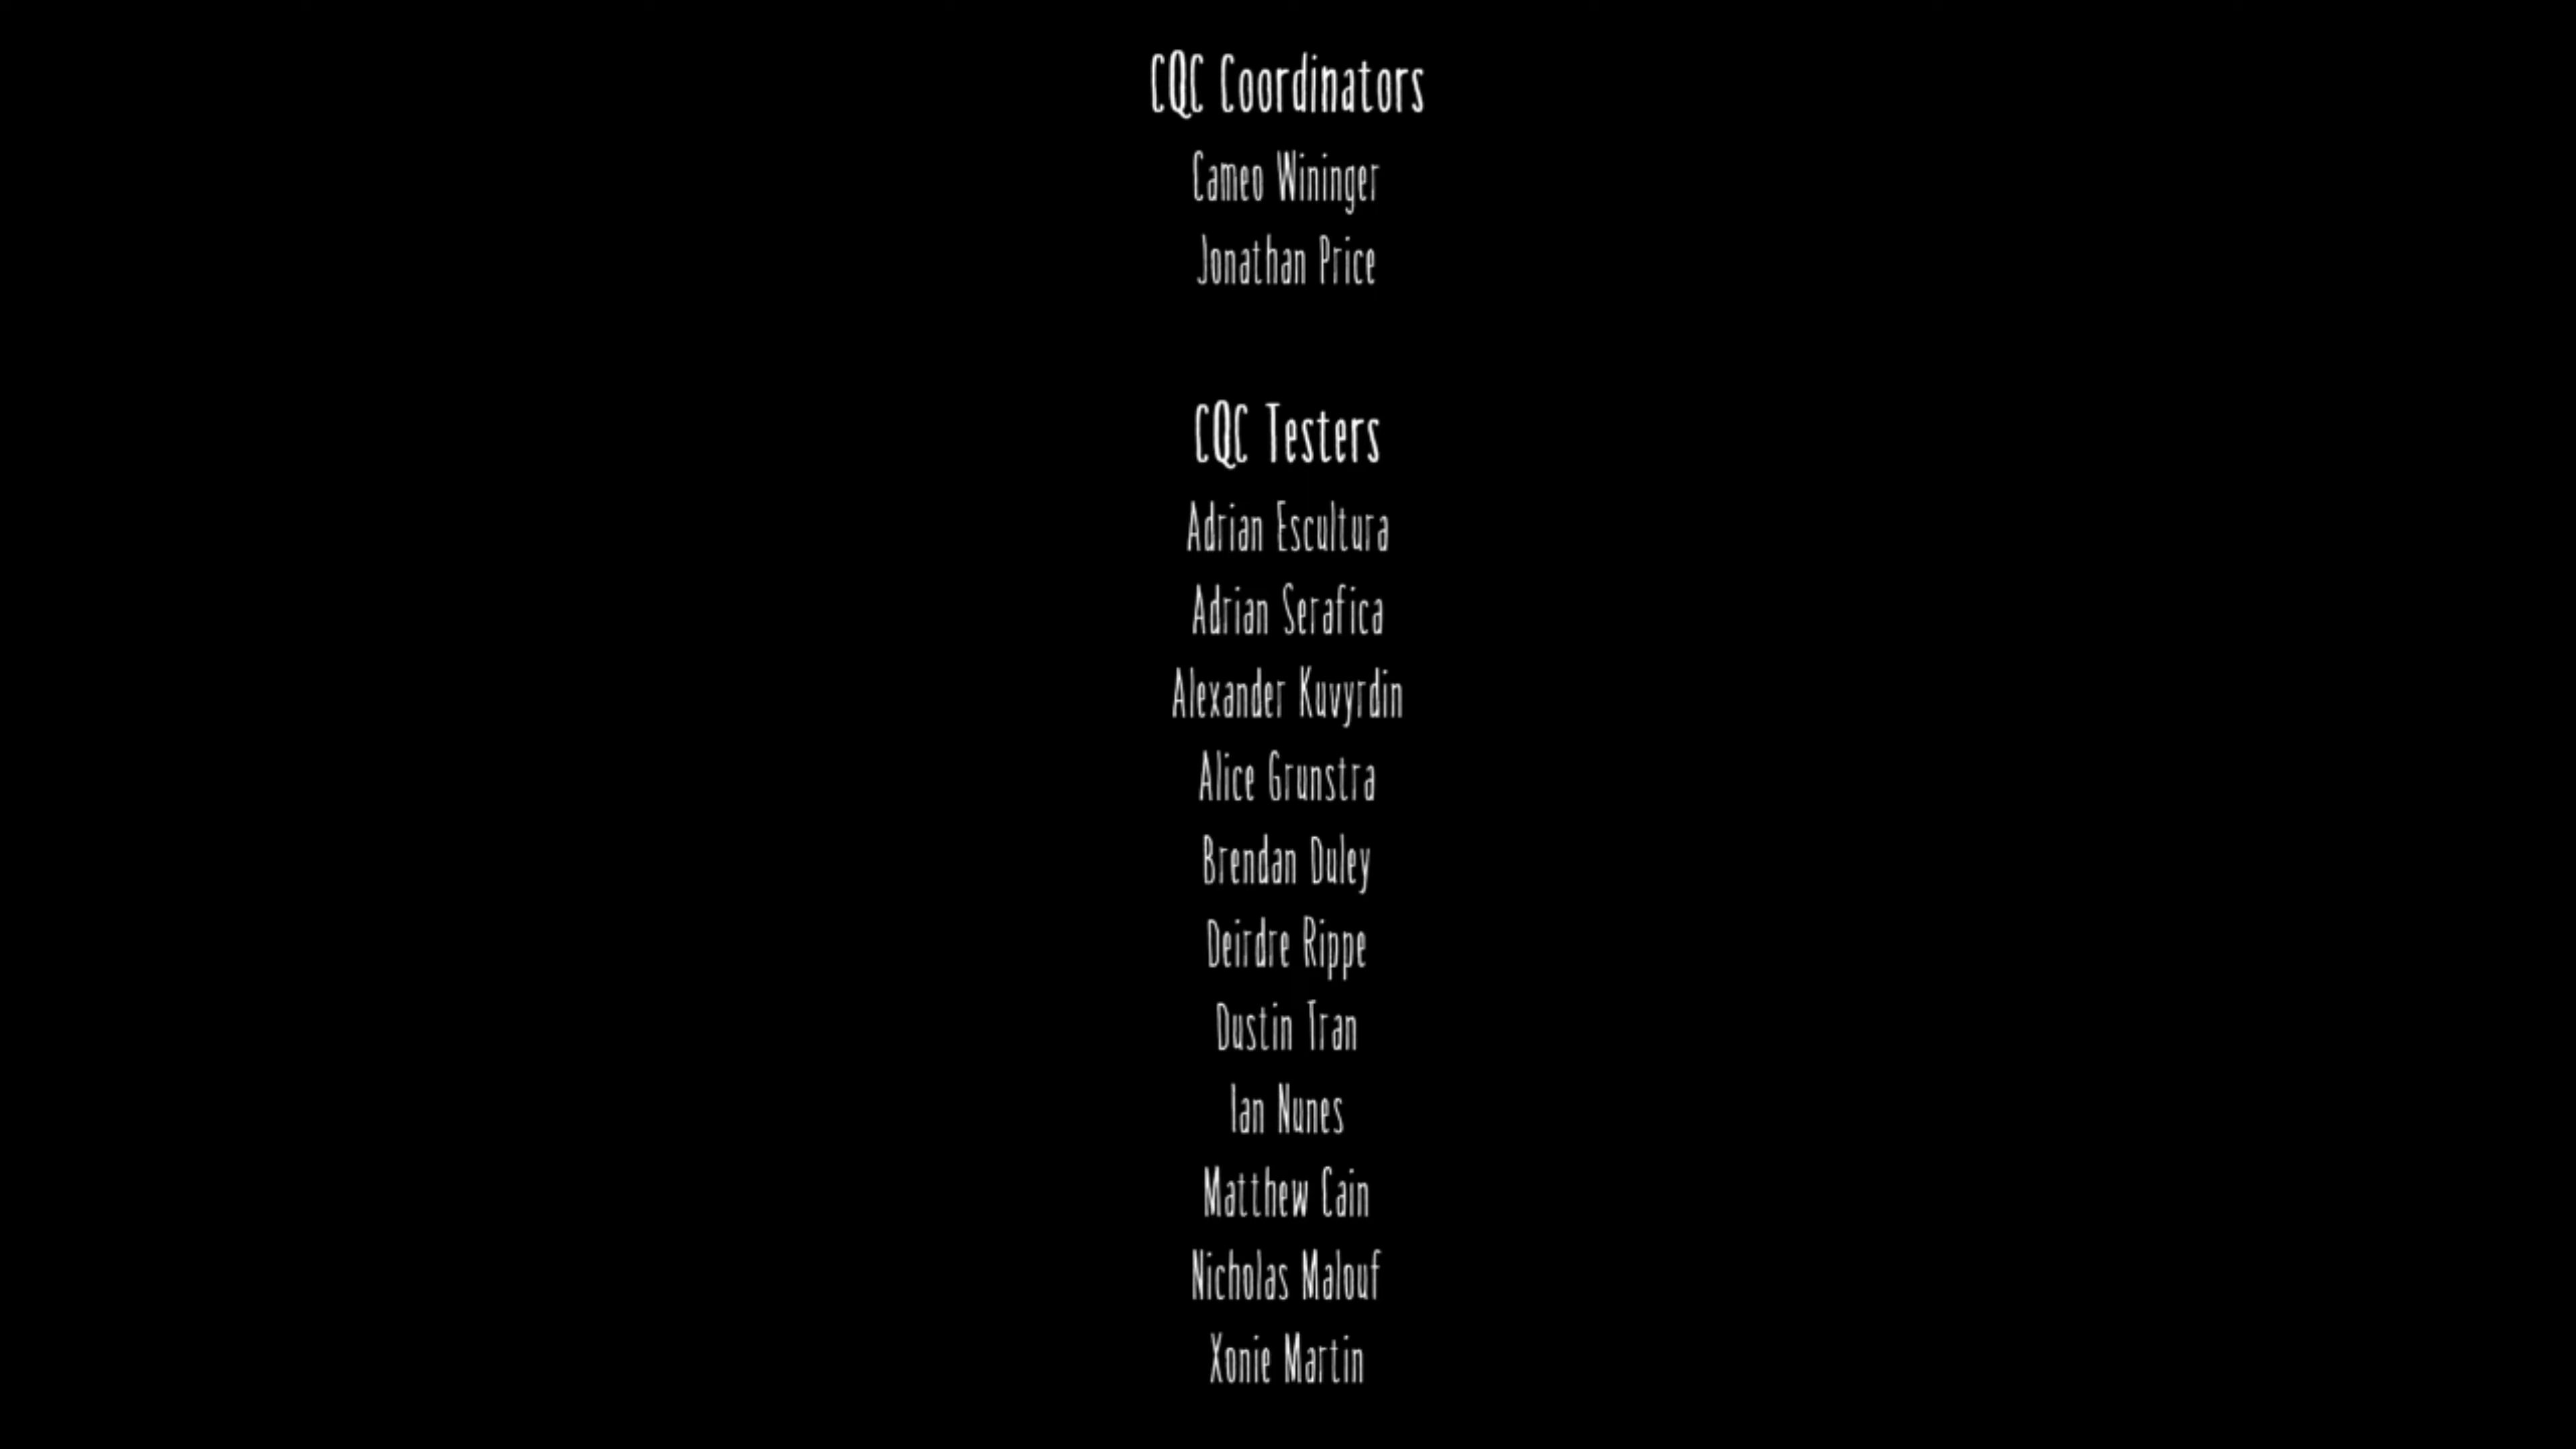 CQC Coordinators
Cameo Wininger
Jonathan Price
CQC Testers
Adrian Escultura
Adrian Serafica
Alexander Kuvyrdin
Alice Grunstra
Brendan Duley
Deirdre Rippe
Dustin Tran
Ian Nunes
Matthew Cain
Nicholas Malouf
Xonie Martin